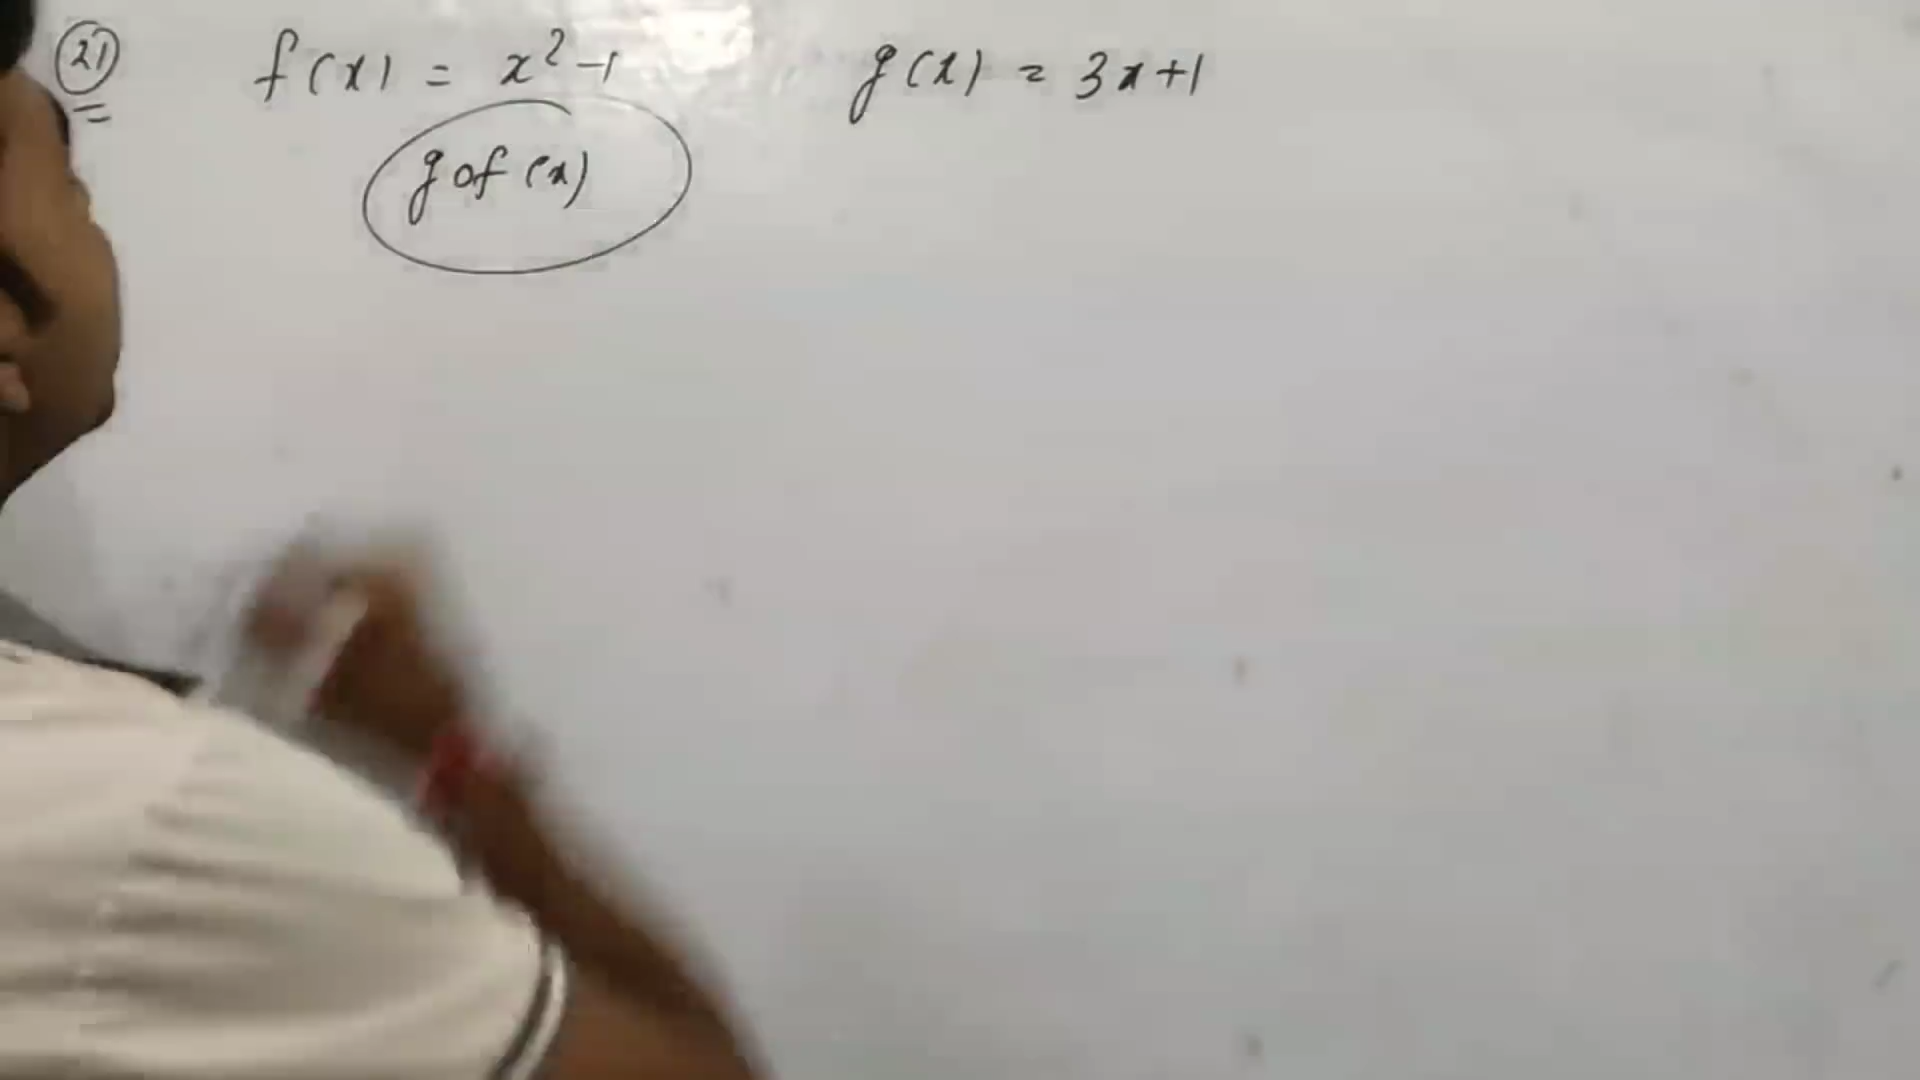 21 f(x) = x² -1 g(x) = 3x+1
gof (x)